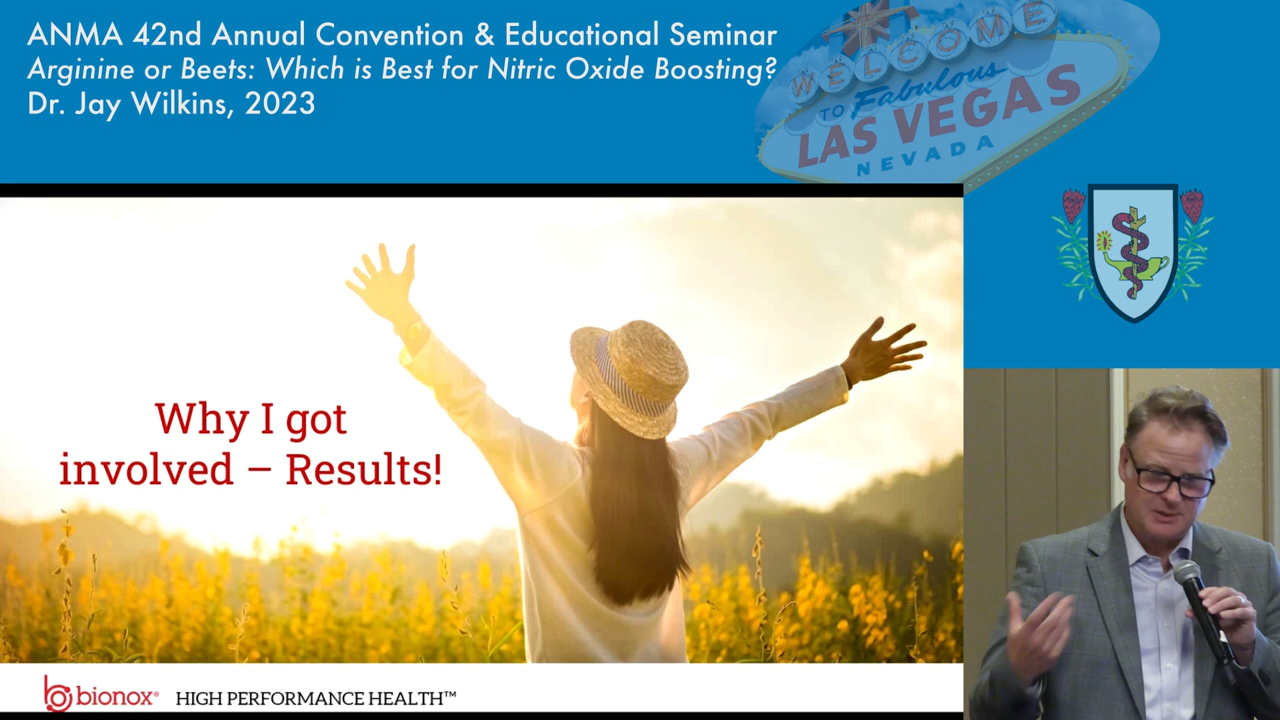 ANMA 42nd Annual Convention & Educational Seminar
Arginine or Beets: Which is Best for Nitric Oxide Boosting?
Dr. Jay Wilkins, 2023
WELCOME
TO Fabulous
LAS VEGAS
NEVADA
Why I got
involved – Results!
bionox® HIGH PERFORMANCE HEALTH™